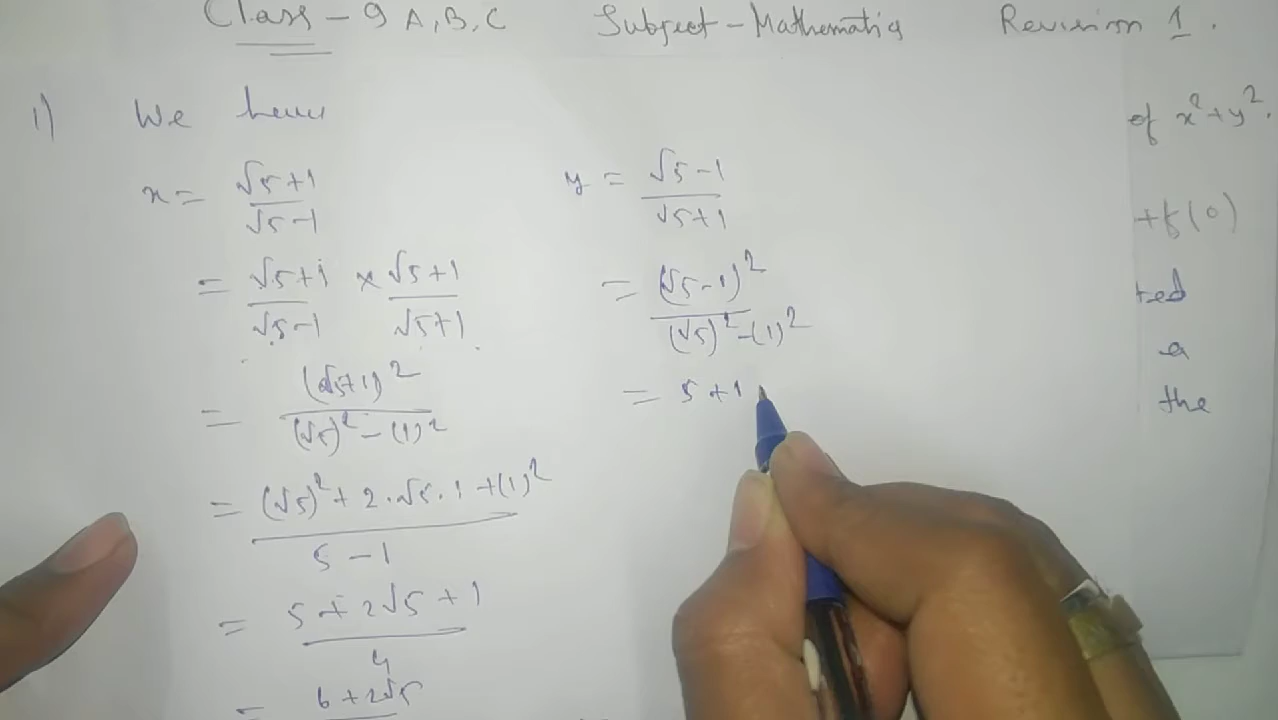 Class - 9 A, B, C Subject - Mathematics Revision 1.
1) We have
x = (√5+1)/(√5-1)
= (√5+1)/(√5-1) × (√5+1)/(√5+1)
= (√5+1)²/((√5)²-(1)²)
= ((√5)²+2·√5·1+(1)²)/(5-1)
= (5+2√5+1)/4
= 6+2√5
y = (√5-1)/(√5+1)
= (√5-1)²/((√5)²-(1)²)
= 5+1
of x²+y².
+f(0)
ted
a
the